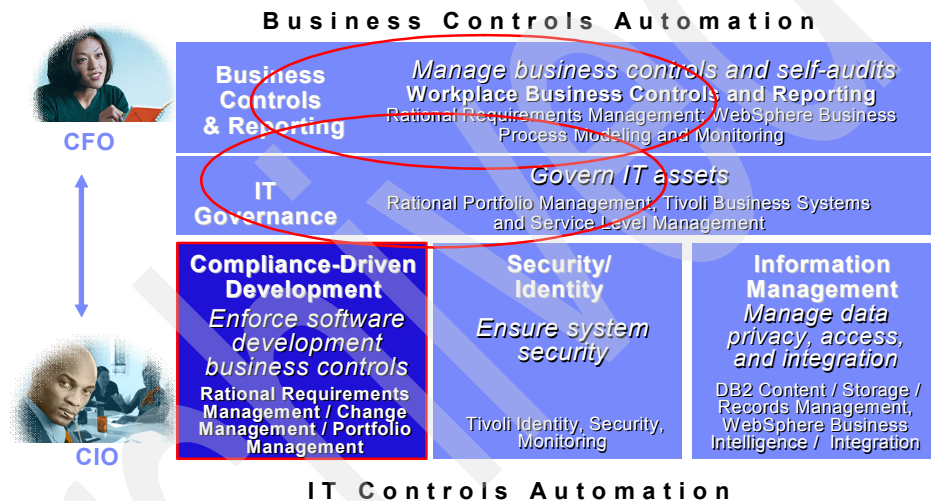 Business Controls Automation
CFO
Business
Controls
& Reporting
Manage business controls and self-audits
Workplace Business Controls and Reporting
Rational Requirements Management; WebSphere Business
Process Modeling and Monitoring
IT
Governance
Govern IT assets
Rational Portfolio Management, Tivoli Business Systems
and Service Level Management
Compliance-Driven
Development
Enforce software
development
business controls
Rational Requirements
Management / Change
Management / Portfolio
Management
Security/
Identity
Ensure system
security
Tivoli Identity, Security,
Monitoring
Information
Management
Manage data
privacy, access,
and integration
DB2 Content / Storage /
Records Management,
WebSphere Business
Intelligence / Integration
CIO
IT Controls Automation